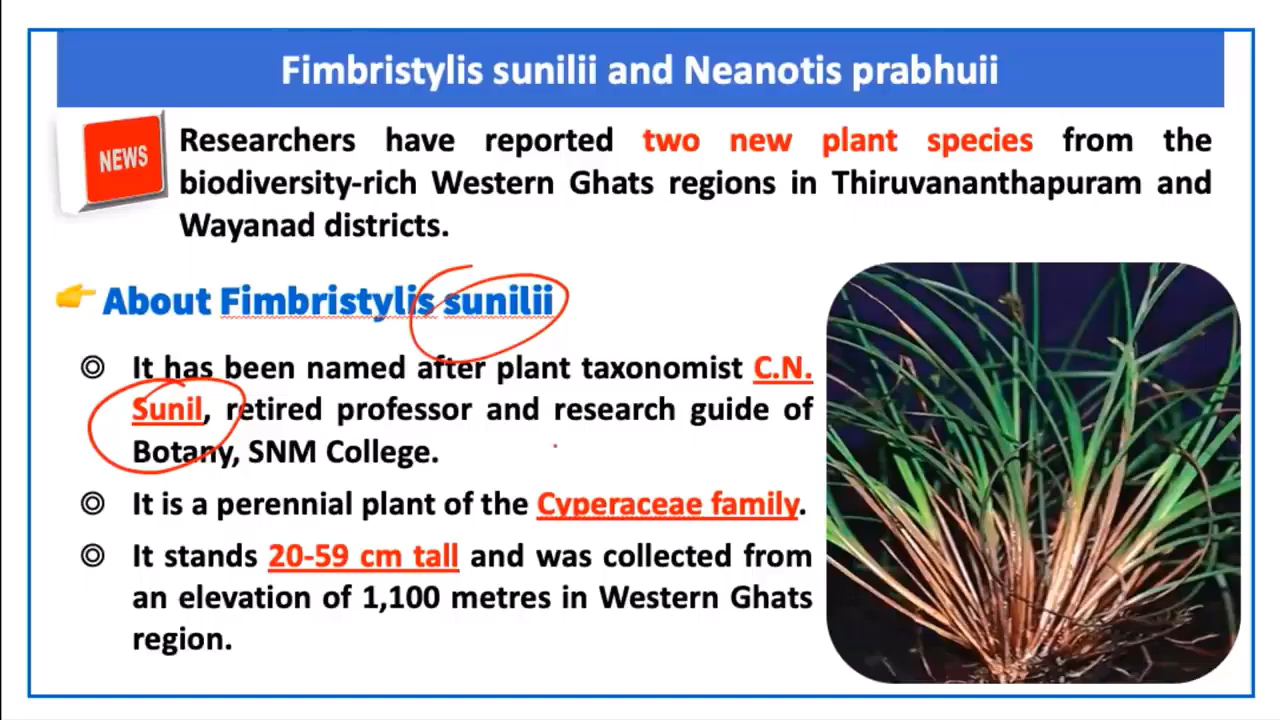 Fimbristylis sunilii and Neanotis prabhuii
NEWS
Researchers have reported two new plant species from the
biodiversity-rich Western Ghats regions in Thiruvananthapuram and
Wayanad districts.
About Fimbristylis sunilii
It has been named after plant taxonomist C.N.
Sunil, retired professor and research guide of
Botany, SNM College.
It is a perennial plant of the Cyperaceae family.
It stands 20-59 cm tall and was collected from
an elevation of 1,100 metres in Western Ghats
region.